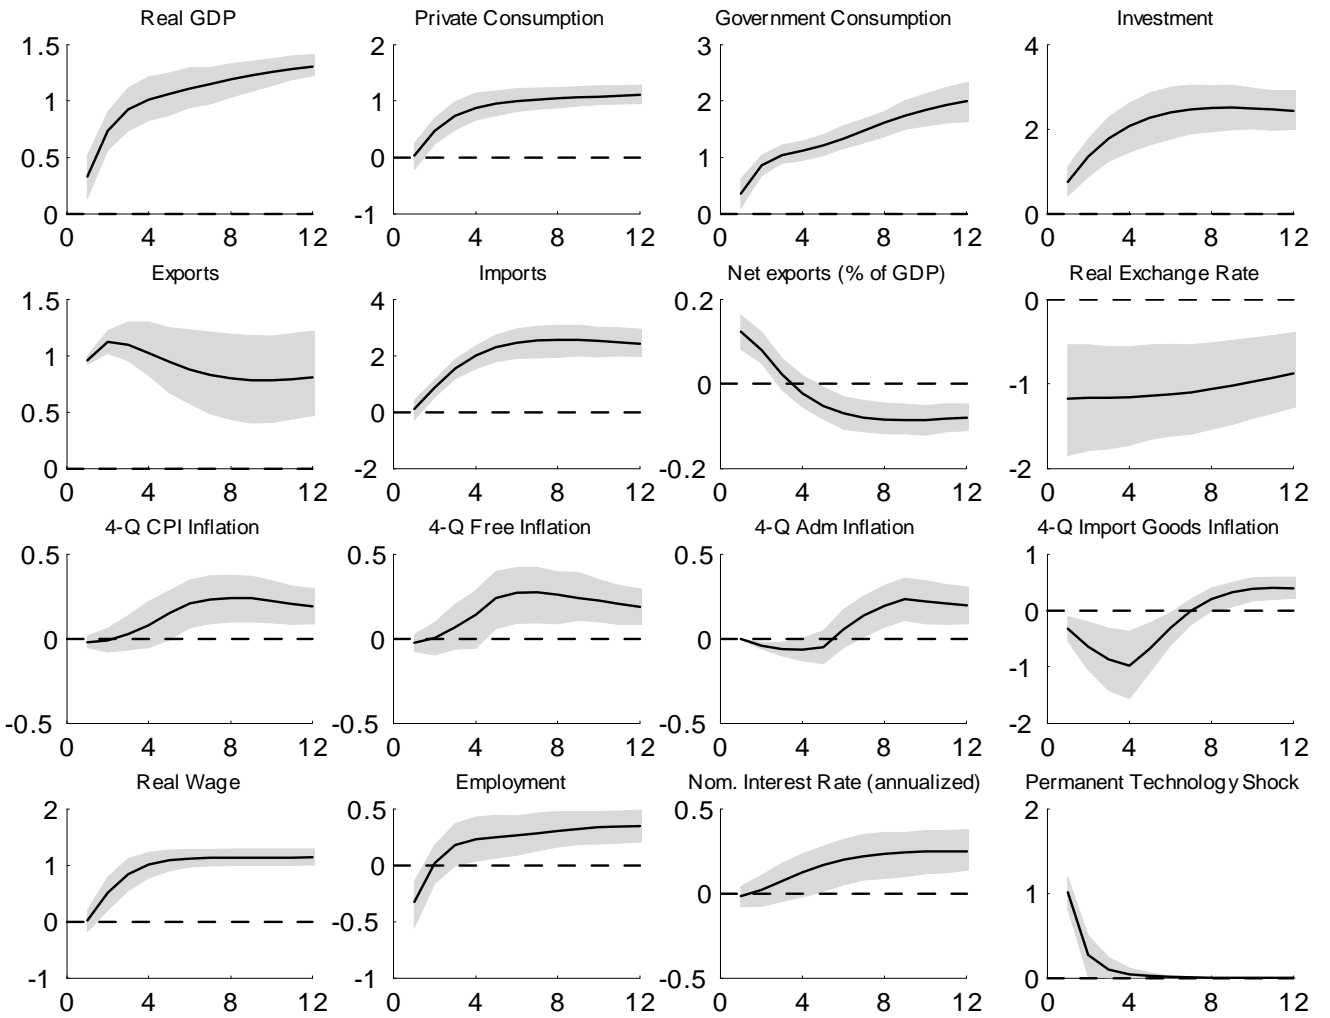 Real GDP Private Consumption Government Consumption Investment
1.5 2 3 4
1 1 2
0.5 0 1 2
0 -1 0 0
0 4 8 12 0 4 8 12 0 4 8 12 0 4 8 12
Exports Imports Net exports (% of GDP) Real Exchange Rate
1.5 4 0.2 0
1 2
0.5 0 0 -1
0 -2 -0.2 -2
0 4 8 12 0 4 8 12 0 4 8 12 0 4 8 12
4-Q CPI Inflation 4-Q Free Inflation 4-Q Adm Inflation 4-Q Import Goods Inflation
0.5 0.5 0.5 1
0 0 0 0
-1
-0.5 -0.5 -0.5 -2
0 4 8 12 0 4 8 12 0 4 8 12 0 4 8 12
Real Wage Employment Nom. Interest Rate (annualized) Permanent Technology Shock
2 0.5 0.5 2
1 0 0 1
0 -0.5
-1 -1 -0.5 0
0 4 8 12 0 4 8 12 0 4 8 12 0 4 8 12